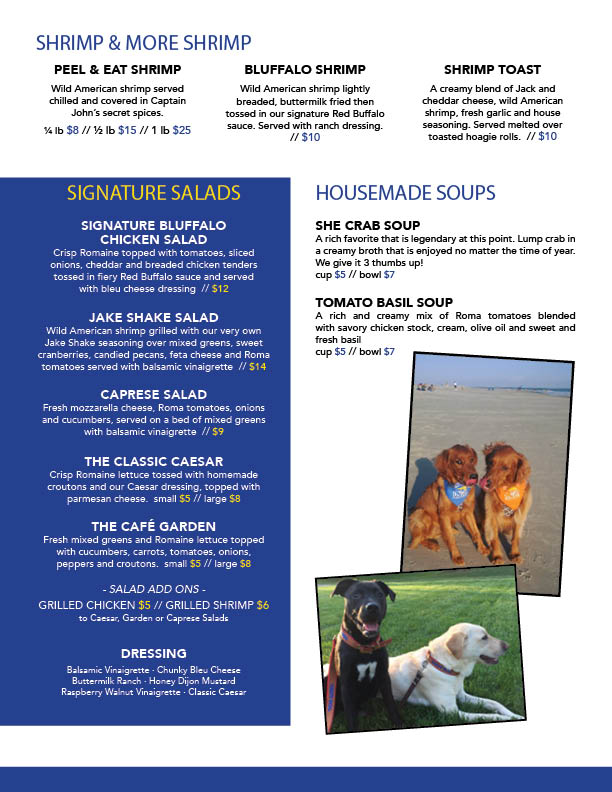 SHRIMP & MORE SHRIMP
PEEL & EAT SHRIMP
Wild American shrimp served
chilled and covered in Captain
John's secret spices.
¼ lb $8 // ½ lb $15 // 1 lb $25
BLUFFALO SHRIMP
Wild American shrimp lightly
breaded, buttermilk fried then
tossed in our signature Red Buffalo
sauce. Served with ranch dressing.
// $10
SHRIMP TOAST
A creamy blend of Jack and
cheddar cheese, wild American
shrimp, fresh garlic and house
seasoning. Served melted over
toasted hoagie rolls. // $10
SIGNATURE SALADS
SIGNATURE BLUFFALO
CHICKEN SALAD
Crisp Romaine topped with tomatoes, sliced
onions, cheddar and breaded chicken tenders
tossed in fiery Red Buffalo sauce and served
with bleu cheese dressing // $12
JAKE SHAKE SALAD
Wild American shrimp grilled with our very own
Jake Shake seasoning over mixed greens, sweet
cranberries, candied pecans, feta cheese and Roma
tomatoes served with balsamic vinaigrette // $14
CAPRESE SALAD
Fresh mozzarella cheese, Roma tomatoes, onions
and cucumbers, served on a bed of mixed greens
with balsamic vinaigrette // $9
THE CLASSIC CAESAR
Crisp Romaine lettuce tossed with homemade
croutons and our Caesar dressing, topped with
parmesan cheese. small $5 // large $8
THE CAFÉ GARDEN
Fresh mixed greens and Romaine lettuce topped
with cucumbers, carrots, tomatoes, onions,
peppers and croutons. small $5 // large $8
- SALAD ADD ONS -
GRILLED CHICKEN $5 // GRILLED SHRIMP $6
to Caesar, Garden or Caprese Salads
DRESSING
Balsamic Vinaigrette · Chunky Bleu Cheese
Buttermilk Ranch · Honey Dijon Mustard
Raspberry Walnut Vinaigrette · Classic Caesar
HOUSEMADE SOUPS
SHE CRAB SOUP
A rich favorite that is legendary at this point. Lump crab in
a creamy broth that is enjoyed no matter the time of year.
We give it 3 thumbs up!
cup $5 // bowl $7
TOMATO BASIL SOUP
A rich and creamy mix of Roma tomatoes blended
with savory chicken stock, cream, olive oil and sweet and
fresh basil
cup $5 // bowl $7